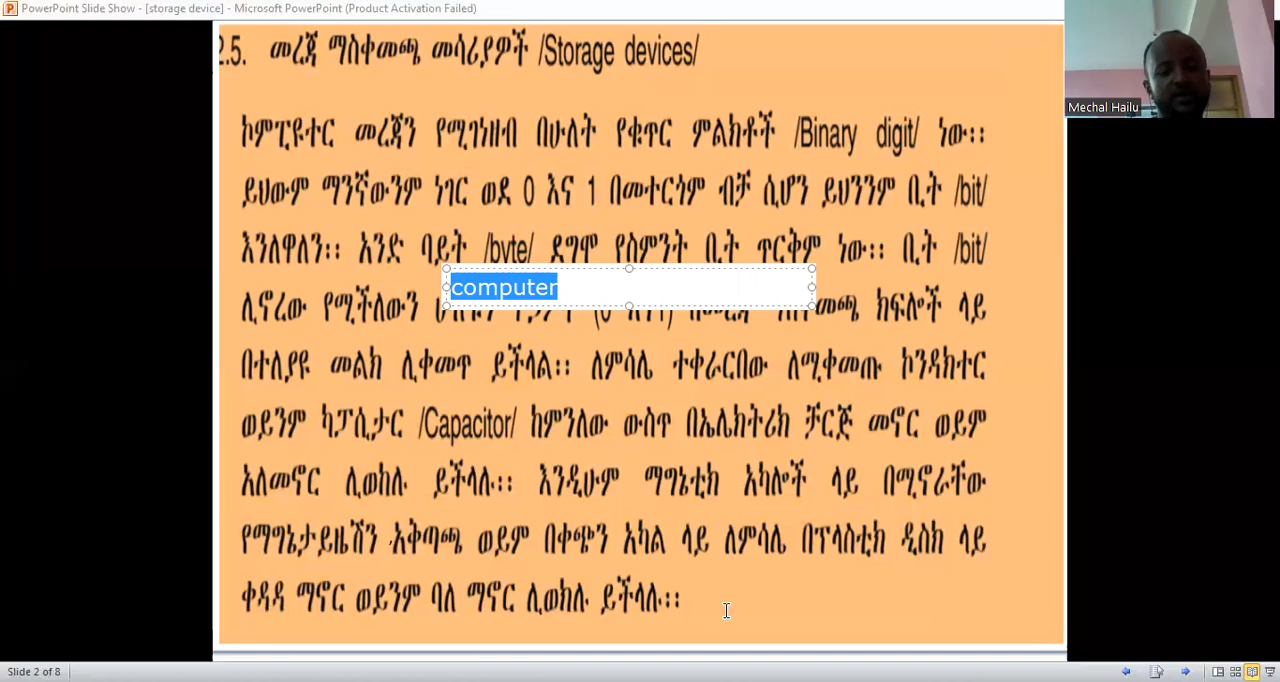 PowerPoint Slide Show - [storage device] - Microsoft PowerPoint (Product Activation Failed)
2.5. መረጃ ማስቀመጫ መሳሪያዎች /Storage devices/
Mechal Hailu
ኮምፒዩተር መረጃን የሚገነዘብ በሁለት የቁጥር ምልክቶች /Binary digit/ ነው፡፡
ይህውም ማንኛውንም ነገር ወደ 0 እና 1 በመተርጎም ብቻ ሲሆን ይህንንም ቢት /bit/
እንለዋለን፡፡ አንድ ባይት /byte/ ደግሞ የስምንት ቢት ጥርቅም ነው፡፡ ቢት /bit/
computer
ሊኖረው የሚችለውን (0 እና1) ክፍሎች ላይ
በተለያዩ መልክ ሊቀመጥ ይችላል፡፡ ለምሳሌ ተቀራርበው ለሚቀመጡ ኮንዳክተር
ወይንም ካፓሲታር /Capacitor/ ከምንለው ውስጥ በኤሌክትሪክ ቻርጅ መኖር ወይም
አለመኖር ሊወከሉ ይችላሉ፡፡ እንዲሁም ማግኔቲክ አካሎች ላይ በሚኖራቸው
የማግኔታይዜሽን አቅጣጫ ወይም በቀጭን አካል ላይ ለምሳሌ በፕላስቲክ ዲስክ ላይ
ቀዳዳ ማኖር ወይንም ባለ ማኖር ሊወከሉ ይችላሉ፡፡
Slide 2 of 8